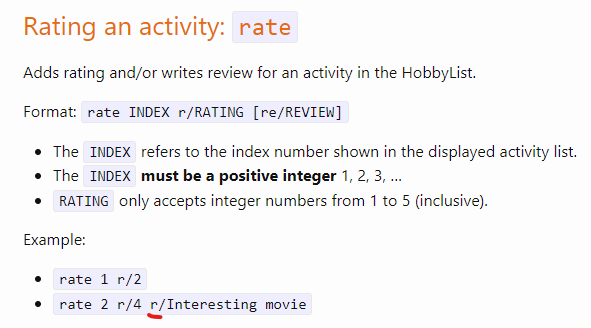 Rating an activity: rate
Adds rating and/or writes review for an activity in the HobbyList.
Format: rate INDEX r/RATING [re/REVIEW]
• The INDEX refers to the index number shown in the displayed activity list.
• The INDEX must be a positive integer 1, 2, 3, ...
• RATING only accepts integer numbers from 1 to 5 (inclusive).
Example:
• rate 1 r/2
• rate 2 r/4 r/Interesting movie